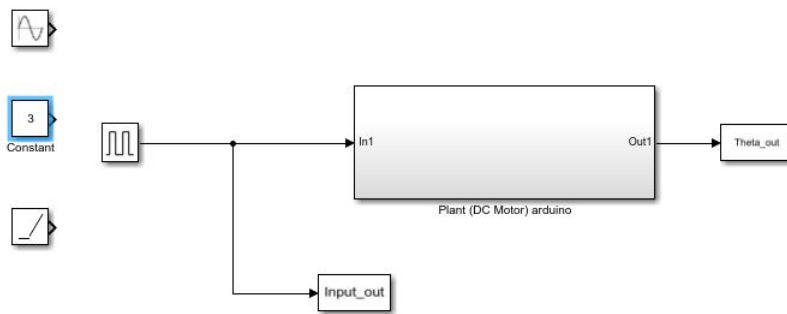 3
Constant
In1
Out1
Theta_out
Plant (DC Motor) arduino
Input_out